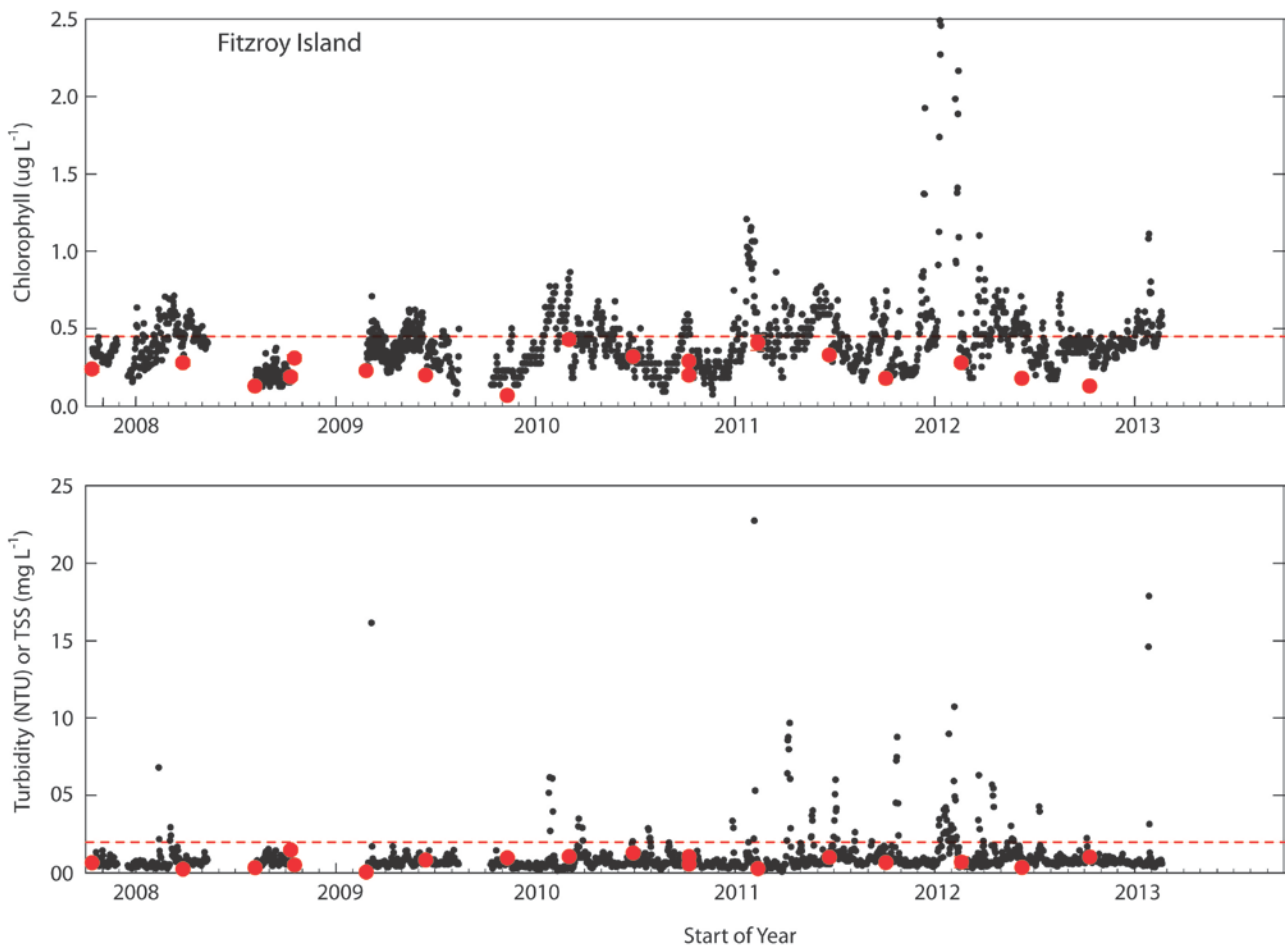 Fitzroy Island
Chlorophyll (ug L⁻¹)
2.5
2.0
1.5
1.0
0.5
0.0
2008 2009 2010 2011 2012 2013
Turbidity (NTU) or TSS (mg L⁻¹)
25
20
15
10
05
00
2008 2009 2010 2011 2012 2013
Start of Year